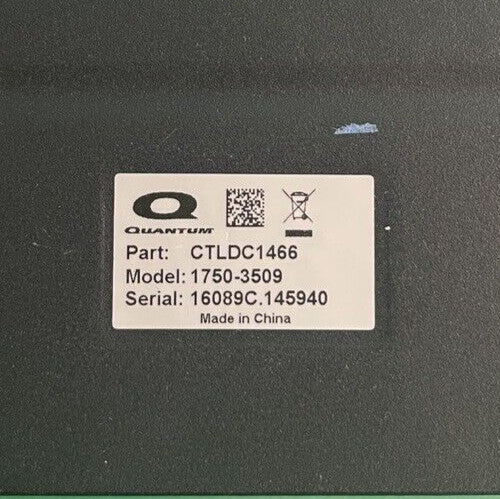 QUANTUM
Part: CTLDC1466
Model: 1750-3509
Serial: 16089C.145940
Made in China